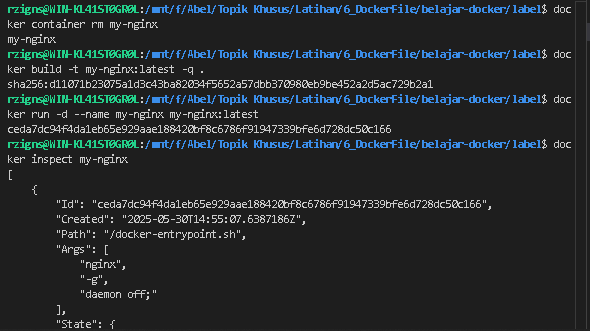 rzigns@WIN-KL41ST0GR0L:/mnt/f/Abel/Topik Khusus/Latihan/6_DockerFile/belajar-docker/label$ doc
ker container rm my-nginx
my-nginx
rzigns@WIN-KL41ST0GR0L:/mnt/f/Abel/Topik Khusus/Latihan/6_DockerFile/belajar-docker/label$ doc
ker build -t my-nginx:latest -q .
sha256:d11071b23075a1d3c43ba82034f5652a57dbb370980eb9be452a2d5ac729b2a1
rzigns@WIN-KL41ST0GR0L:/mnt/f/Abel/Topik Khusus/Latihan/6_DockerFile/belajar-docker/label$ doc
ker run -d --name my-nginx my-nginx:latest
ceda7dc94f4da1eb65e929aae188420bf8c6786f91947339bfe6d728dc50c166
rzigns@WIN-KL41ST0GR0L:/mnt/f/Abel/Topik Khusus/Latihan/6_DockerFile/belajar-docker/label$ doc
ker inspect my-nginx
[
    {
        "Id": "ceda7dc94f4da1eb65e929aae188420bf8c6786f91947339bfe6d728dc50c166",
        "Created": "2025-05-30T14:55:07.6387186Z",
        "Path": "/docker-entrypoint.sh",
        "Args": [
            "nginx",
            "-g",
            "daemon off;"
        ],
        "State": {